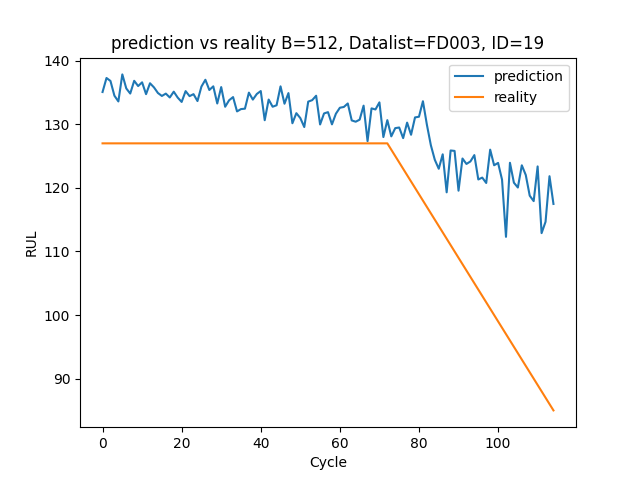 prediction vs reality B=512, Datalist=FD003, ID=19
prediction
reality
140
130
120
110
100
90
RUL
0 20 40 60 80 100
Cycle